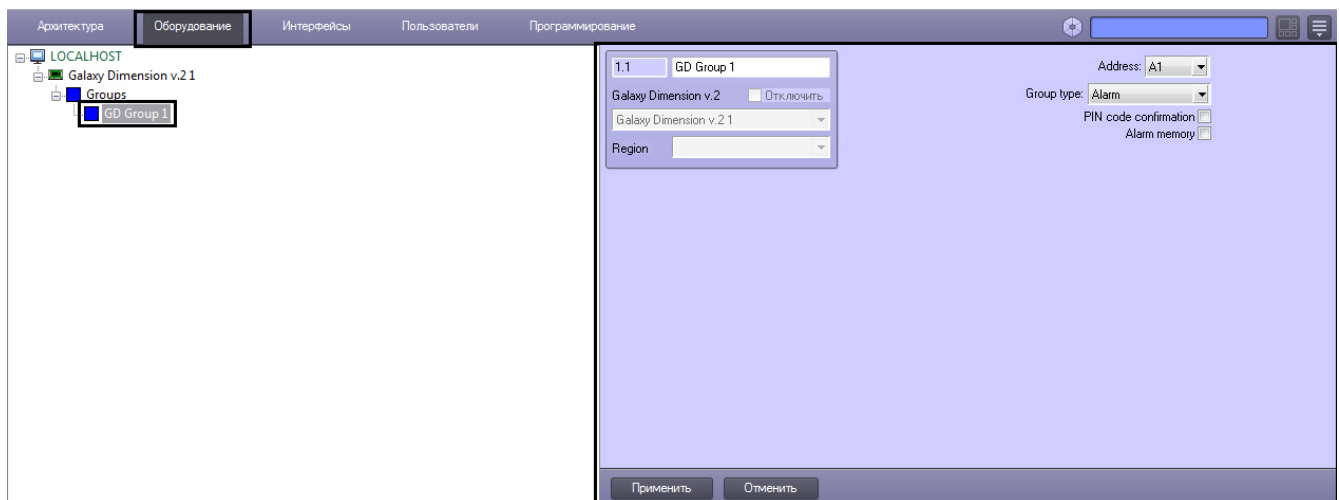 Архитектура Оборудование Интерфейсы Пользователи Программирование
LOCALHOST
Galaxy Dimension v.2 1
Groups
GD Group 1
1.1 GD Group 1
Galaxy Dimension v.2 Отключить
Galaxy Dimension v.2 1
Region
Address: A1
Group type: Alarm
PIN code confirmation
Alarm memory
Применить Отменить